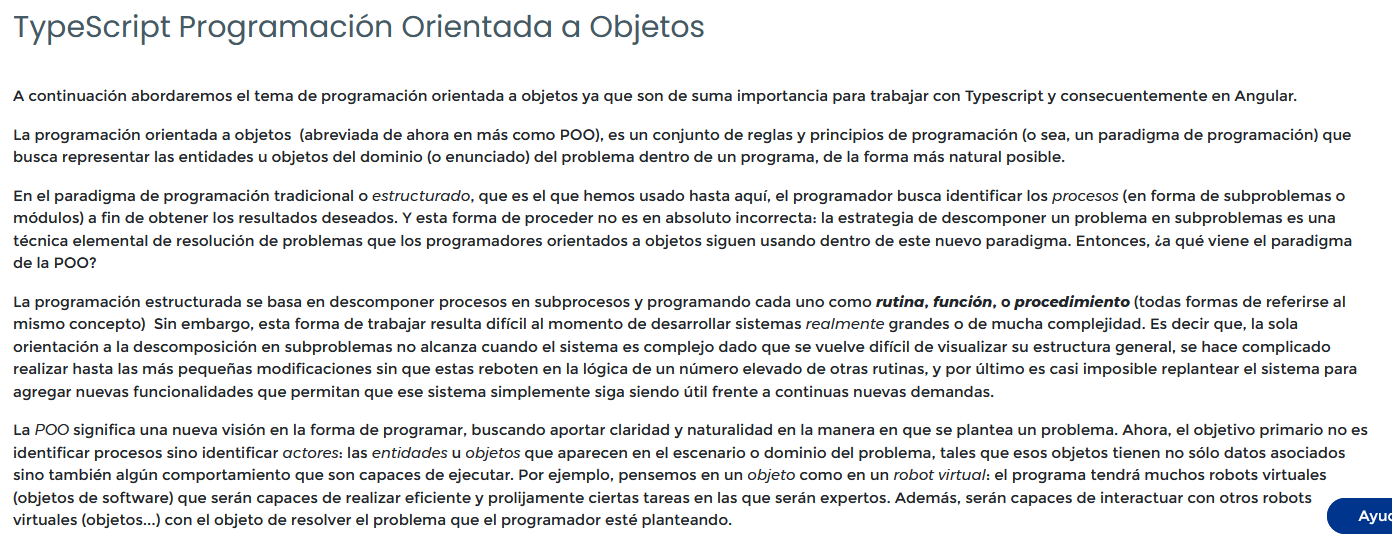 TypeScript Programación Orientada a Objetos
A continuación abordaremos el tema de programación orientada a objetos ya que son de suma importancia para trabajar con Typescript y consecuentemente en Angular.
La programación orientada a objetos (abreviada de ahora en más como POO), es un conjunto de reglas y principios de programación (o sea, un paradigma de programación) que
busca representar las entidades u objetos del dominio (o enunciado) del problema dentro de un programa, de la forma más natural posible.
En el paradigma de programación tradicional o estructurado, que es el que hemos usado hasta aquí, el programador busca identificar los procesos (en forma de subproblemas o
módulos) a fin de obtener los resultados deseados. Y esta forma de proceder no es en absoluto incorrecta: la estrategia de descomponer un problema en subproblemas es una
técnica elemental de resolución de problemas que los programadores orientados a objetos siguen usando dentro de este nuevo paradigma. Entonces, ¿a qué viene el paradigma
de la POO?
La programación estructurada se basa en descomponer procesos en subprocesos y programando cada uno como rutina, función, o procedimiento (todas formas de referirse al
mismo concepto) Sin embargo, esta forma de trabajar resulta difícil al momento de desarrollar sistemas realmente grandes o de mucha complejidad. Es decir que, la sola
orientación a la descomposición en subproblemas no alcanza cuando el sistema es complejo dado que se vuelve difícil de visualizar su estructura general, se hace complicado
realizar hasta las más pequeñas modificaciones sin que estas reboten en la lógica de un número elevado de otras rutinas, y por último es casi imposible replantear el sistema para
agregar nuevas funcionalidades que permitan que ese sistema simplemente siga siendo útil frente a continuas nuevas demandas.
La POO significa una nueva visión en la forma de programar, buscando aportar claridad y naturalidad en la manera en que se plantea un problema. Ahora, el objetivo primario no es
identificar procesos sino identificar actores: las entidades u objetos que aparecen en el escenario o dominio del problema, tales que esos objetos tienen no sólo datos asociados
sino también algún comportamiento que son capaces de ejecutar. Por ejemplo, pensemos en un objeto como en un robot virtual: el programa tendrá muchos robots virtuales
(objetos de software) que serán capaces de realizar eficiente y prolijamente ciertas tareas en las que serán expertos. Además, serán capaces de interactuar con otros robots
virtuales (objetos...) con el objeto de resolver el problema que el programador esté planteando.